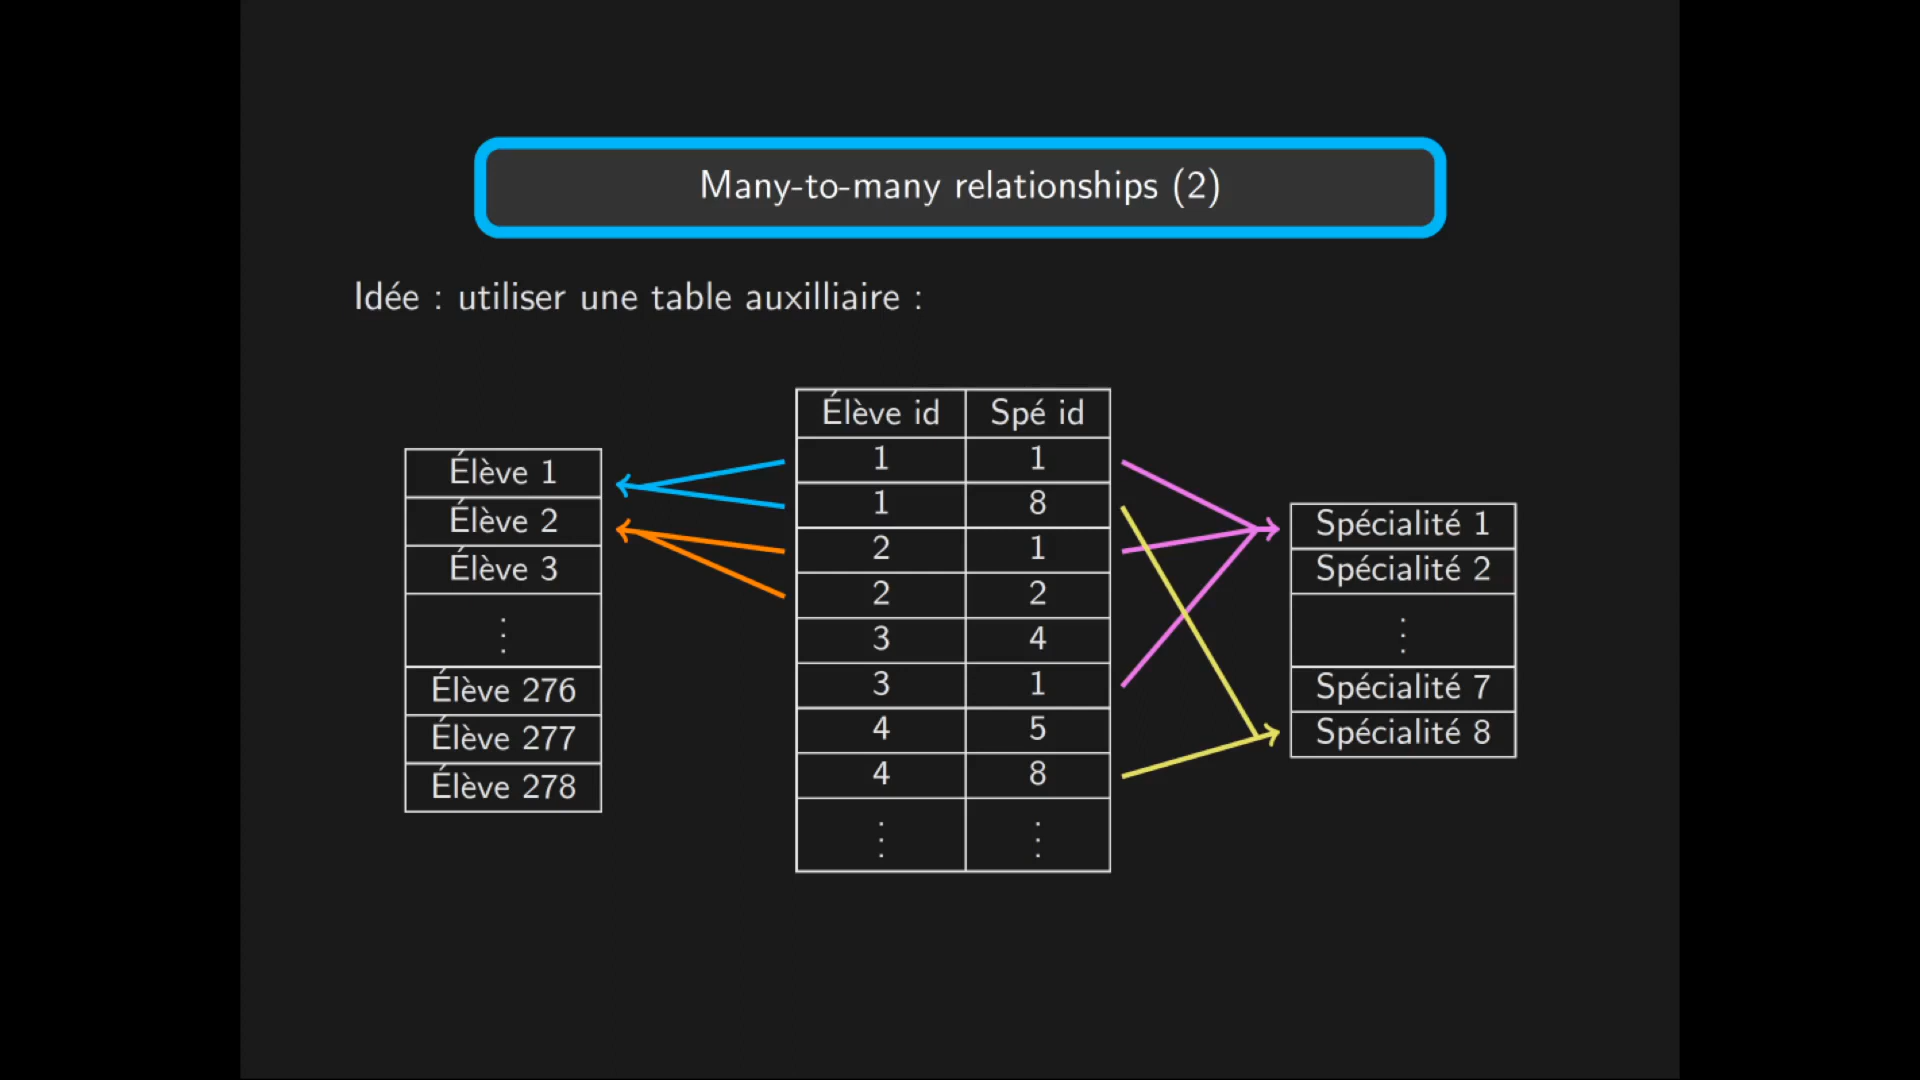 Many-to-many relationships (2)
Idée : utiliser une table auxilliaire :
Élève 1
Élève 2
Élève 3
⋮
Élève 276
Élève 277
Élève 278
Élève id Spé id
1 1
1 8
2 1
2 2
3 4
3 1
4 5
4 8
⋮ ⋮
Spécialité 1
Spécialité 2
⋮
Spécialité 7
Spécialité 8